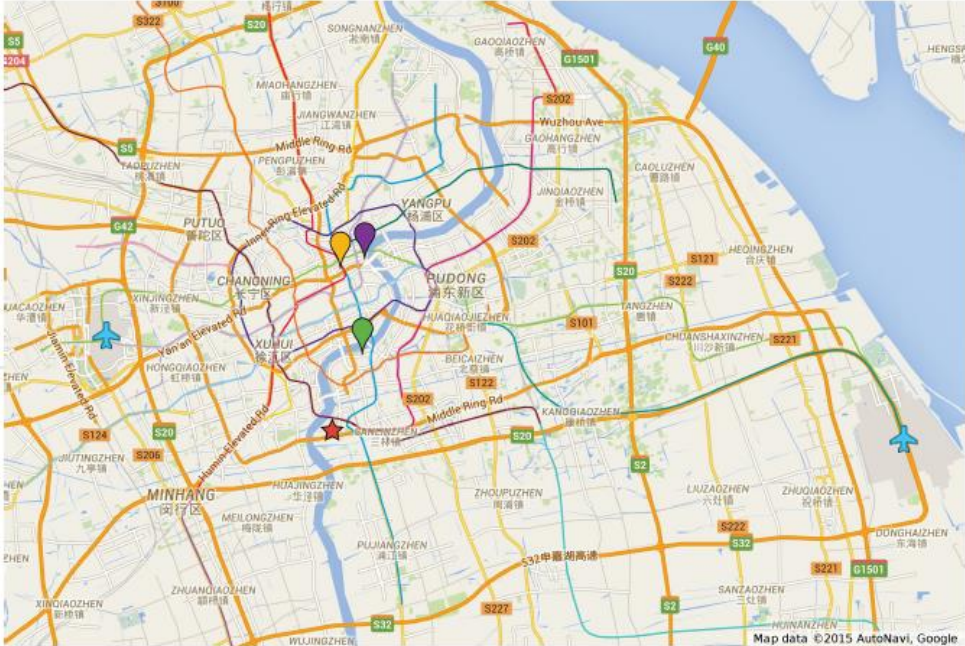 S322
S20
SONGNANZHEN
淞南镇
GAOQIAOZHEN
高桥镇
G40
S5
G1501
MIAOHANGZHEN
庙行镇
S202
JIANGWANZHEN
江湾镇
Wuzhou Ave
S5
Middle Ring Rd
GAOHANGZHEN
高行镇
TAOPUZHEN
桃浦镇
PENGPUZHEN
彭浦镇
CAOLUZHEN
曹路镇
Inner Ring Elevated Rd
YANGPU
杨浦区
JINQIAOZHEN
金桥镇
PUTUO
普陀区
G42
S202
HEQINGZHEN
合庆镇
S121
S20
S222
CHANGNING
长宁区
PUDONG
浦东新区
XINJINGZHEN
新泾镇
TANGZHEN
唐镇
HUAQIAOJIEZHEN
花桥街镇
S101
Yan'an Elevated Rd
CHUANSHAXINZHEN
川沙新镇
S221
XUHUI
徐汇区
Jiamin Elevated Rd
HONGQIAOZHEN
虹桥镇
BEICAIZHEN
北蔡镇
S122
S202
Middle Ring Rd
KANGQIAOZHEN
康桥镇
Humin Elevated Rd
SANLINZHEN
三林镇
S124
S20
S20
S206
JIUTINGZHEN
九亭镇
S2
HUAJINGZHEN
华泾镇
MINHANG
闵行区
ZHOUPUZHEN
周浦镇
LIUZAOZHEN
六灶镇
ZHUQIAOZHEN
祝桥镇
MEILONGZHEN
梅陇镇
S222
S32
DONGHAIZHEN
东海镇
PUJIANGZHEN
浦江镇
S32申嘉湖高速
S221
G1501
ZHUANQIAOZHEN
颛桥镇
SANZAOZHEN
三灶镇
XINQIAOZHEN
新桥镇
S227
S2
S32
HUINANZHEN
WUJINGZHEN
Map data ©2015 AutoNavi, Google